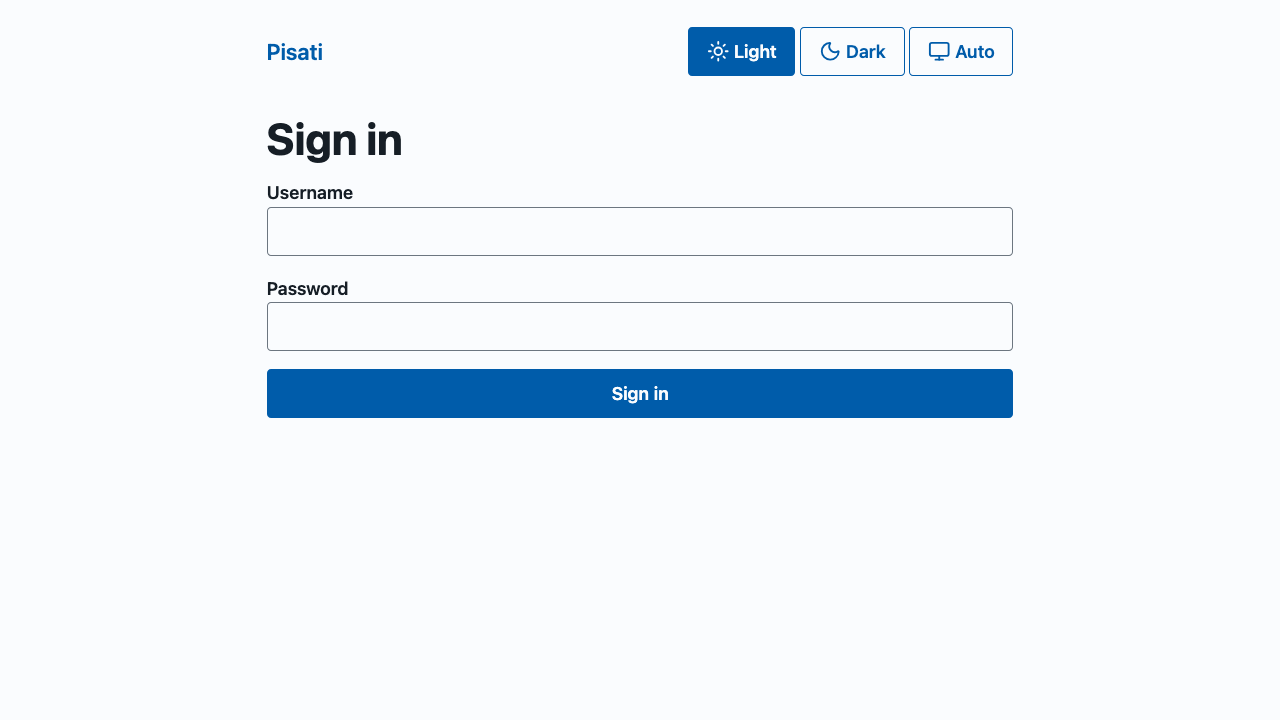 Pisati
Light
Dark
Auto
Sign in
Username
Password
Sign in